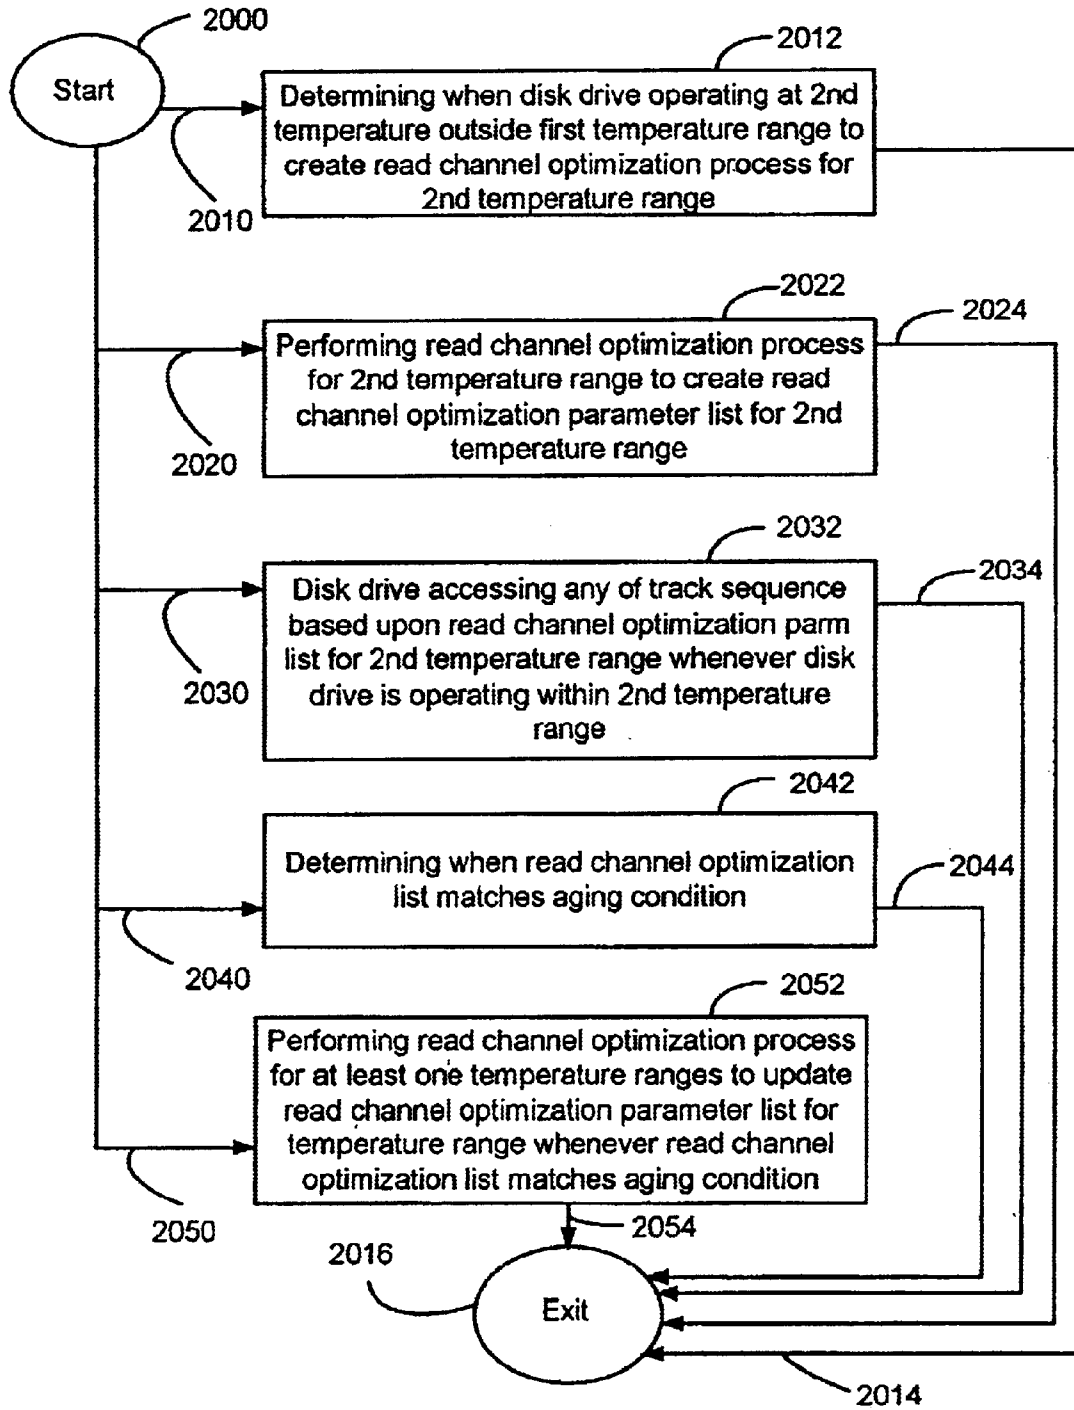 2000
Start
2012
Determining when disk drive operating at 2nd
temperature outside first temperature range to
create read channel optimization process for
2nd temperature range
2010
2022
2024
Performing read channel optimization process
for 2nd temperature range to create read
channel optimization parameter list for 2nd
temperature range
2020
2032
2034
Disk drive accessing any of track sequence
based upon read channel optimization parm
list for 2nd temperature range whenever disk
drive is operating within 2nd temperature
range
2030
2042
2044
Determining when read channel optimization
list matches aging condition
2040
2052
Performing read channel optimization process
for at least one temperature ranges to update
read channel optimization parameter list for
temperature range whenever read channel
optimization list matches aging condition
2050
2054
2016
Exit
2014